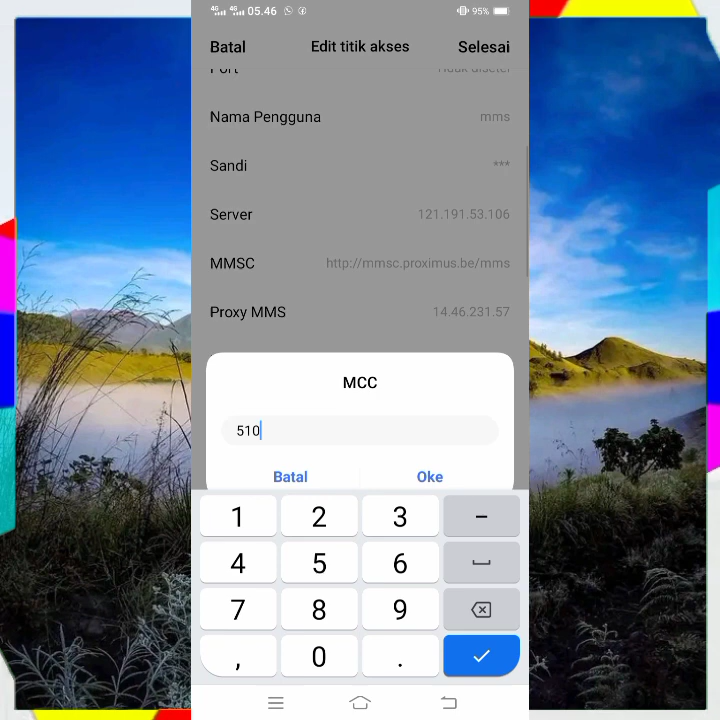 4G 4G 05.46 95%
Batal Edit titik akses Selesai
Port Tidak disetel
Nama Pengguna mms
Sandi ***
Server 121.191.53.106
MMSC http://mmsc.proximus.be/mms
Proxy MMS 14.46.231.57
MCC
510
Batal Oke
1 2 3 –
4 5 6
7 8 9
, 0 .